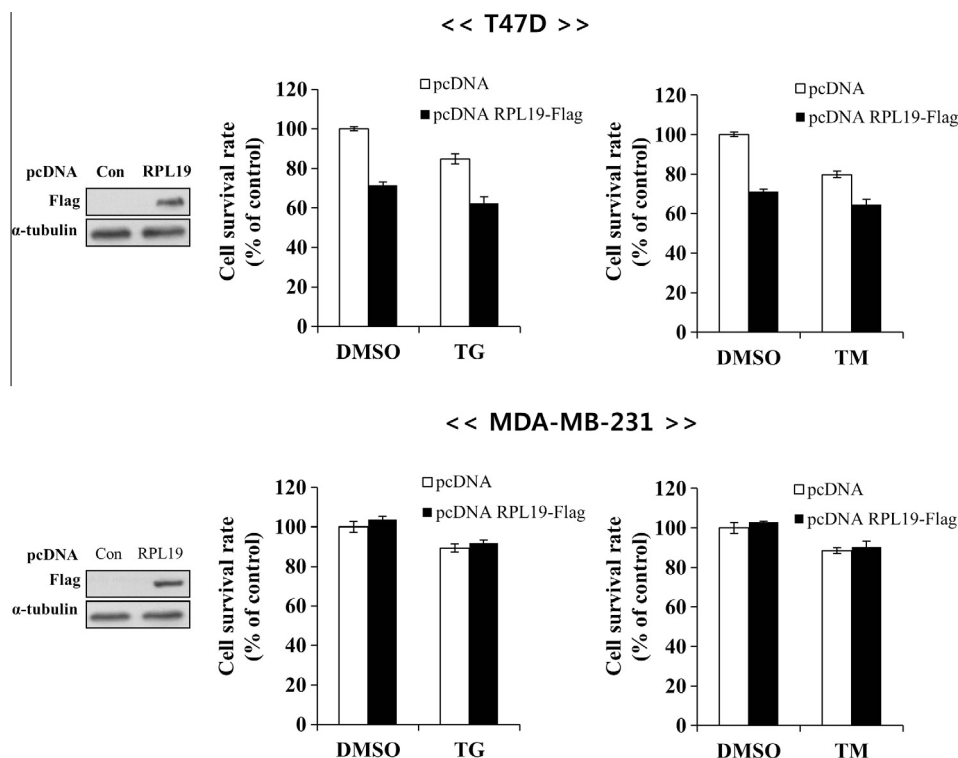 << T47D >>
pcDNA Con RPL19
Flag
α-tubulin
Cell survival rate
(% of control)
120
100
80
60
40
20
0
pcDNA
pcDNA RPL19-Flag
DMSO TG
Cell survival rate
(% of control)
120
100
80
60
40
20
0
pcDNA
pcDNA RPL19-Flag
DMSO TM
<< MDA-MB-231 >>
pcDNA Con RPL19
Flag
α-tubulin
Cell survival rate
(% of control)
120
100
80
60
40
20
0
pcDNA
pcDNA RPL19-Flag
DMSO TG
Cell survival rate
(% of control)
120
100
80
60
40
20
0
pcDNA
pcDNA RPL19-Flag
DMSO TM